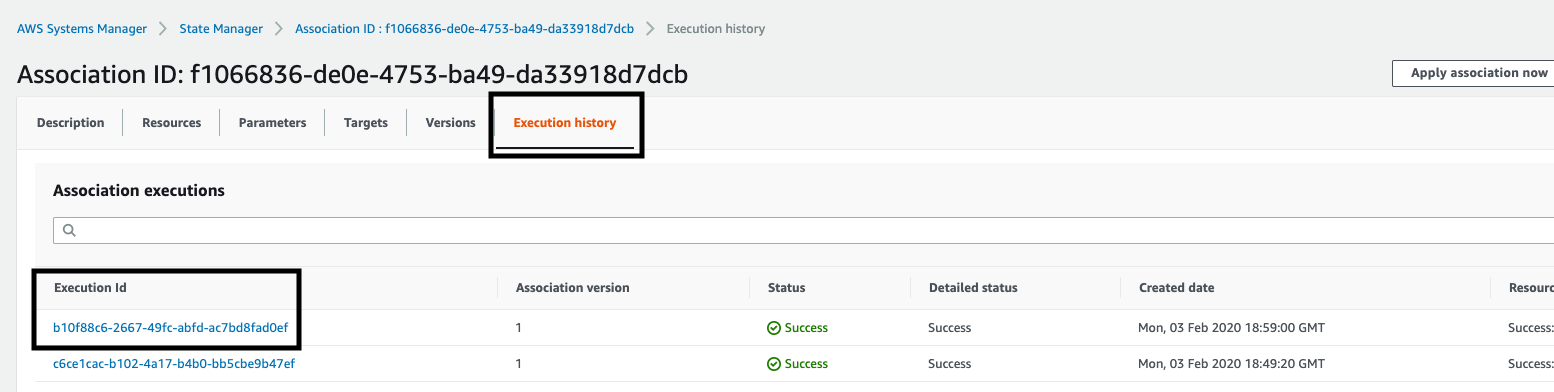 AWS Systems Manager > State Manager > Association ID : f1066836-de0e-4753-ba49-da33918d7dcb > Execution history
Association ID: f1066836-de0e-4753-ba49-da33918d7dcb
Apply association now
Description Resources Parameters Targets Versions Execution history
Association executions
Execution Id Association version Status Detailed status Created date Resourc
b10f88c6-2667-49fc-abfd-ac7bd8fad0ef 1 Success Success Mon, 03 Feb 2020 18:59:00 GMT Success:
c6ce1cac-b102-4a17-b4b0-bb5cbe9b47ef 1 Success Success Mon, 03 Feb 2020 18:49:20 GMT Success: